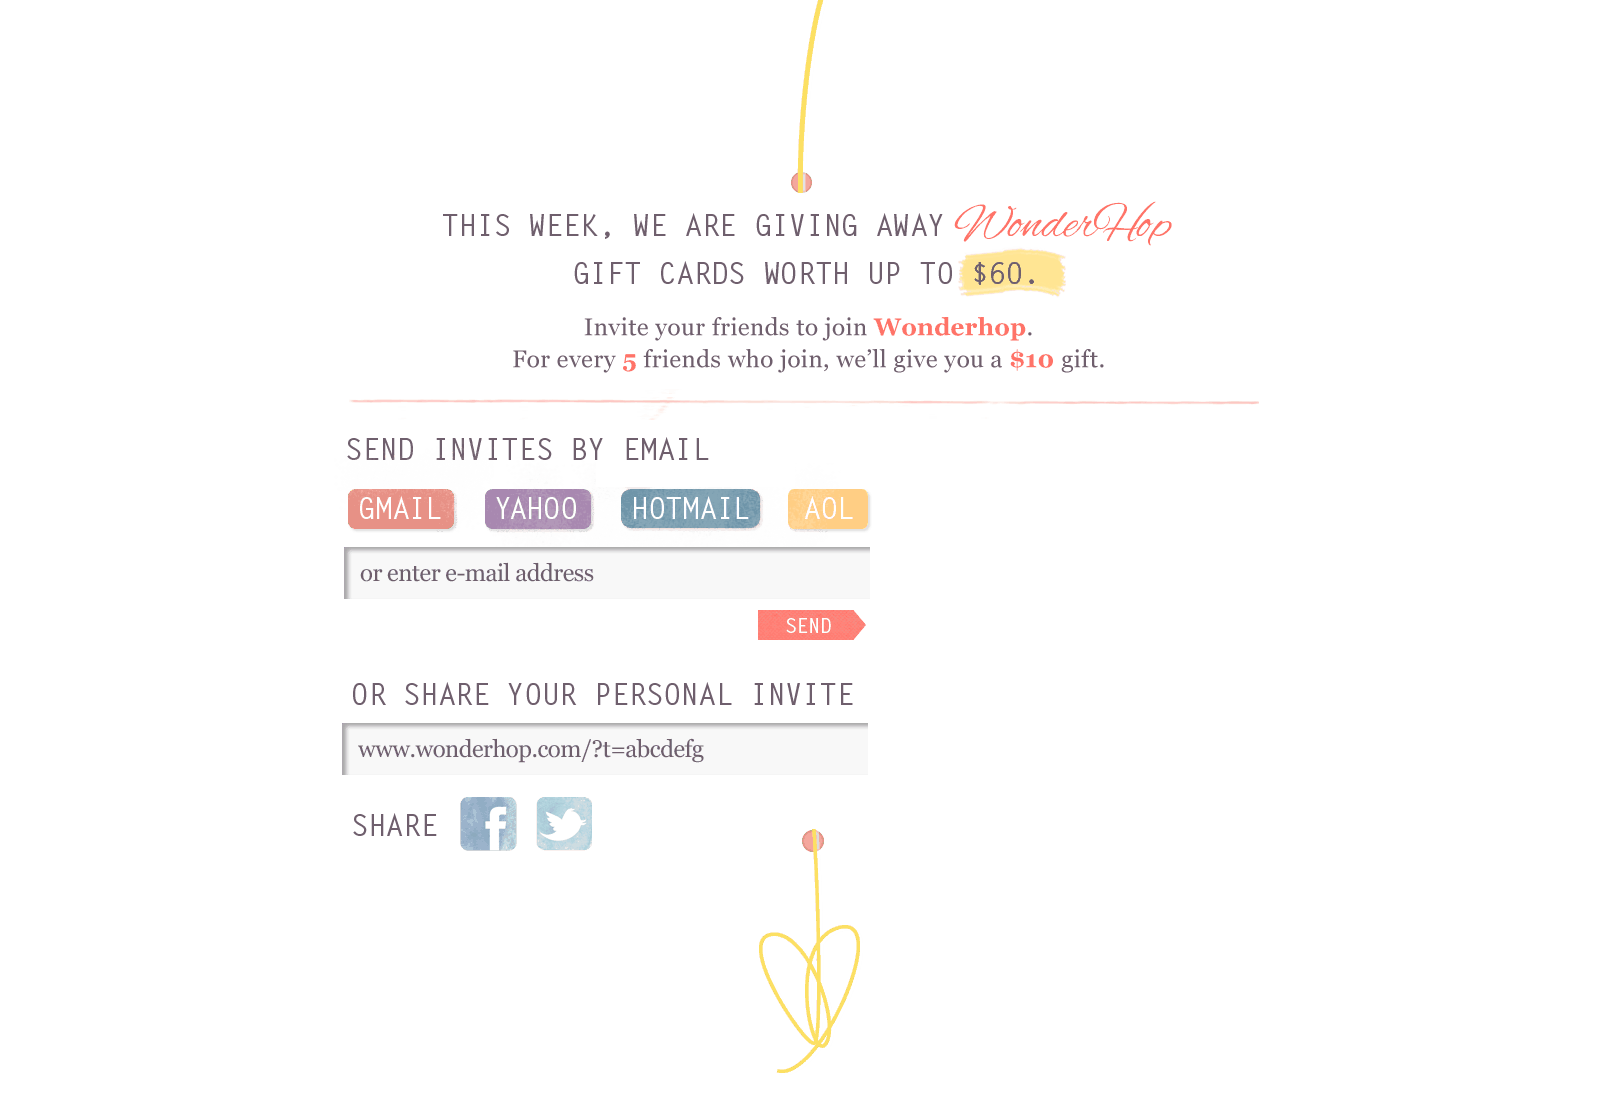 THIS WEEK, WE ARE GIVING AWAY WonderHop
GIFT CARDS WORTH UP TO $60.
Invite your friends to join Wonderhop.
For every 5 friends who join, we’ll give you a $10 gift.
SEND INVITES BY EMAIL
GMAIL YAHOO HOTMAIL AOL
or enter e-mail address
SEND
OR SHARE YOUR PERSONAL INVITE
www.wonderhop.com/?t=abcdefg
SHARE